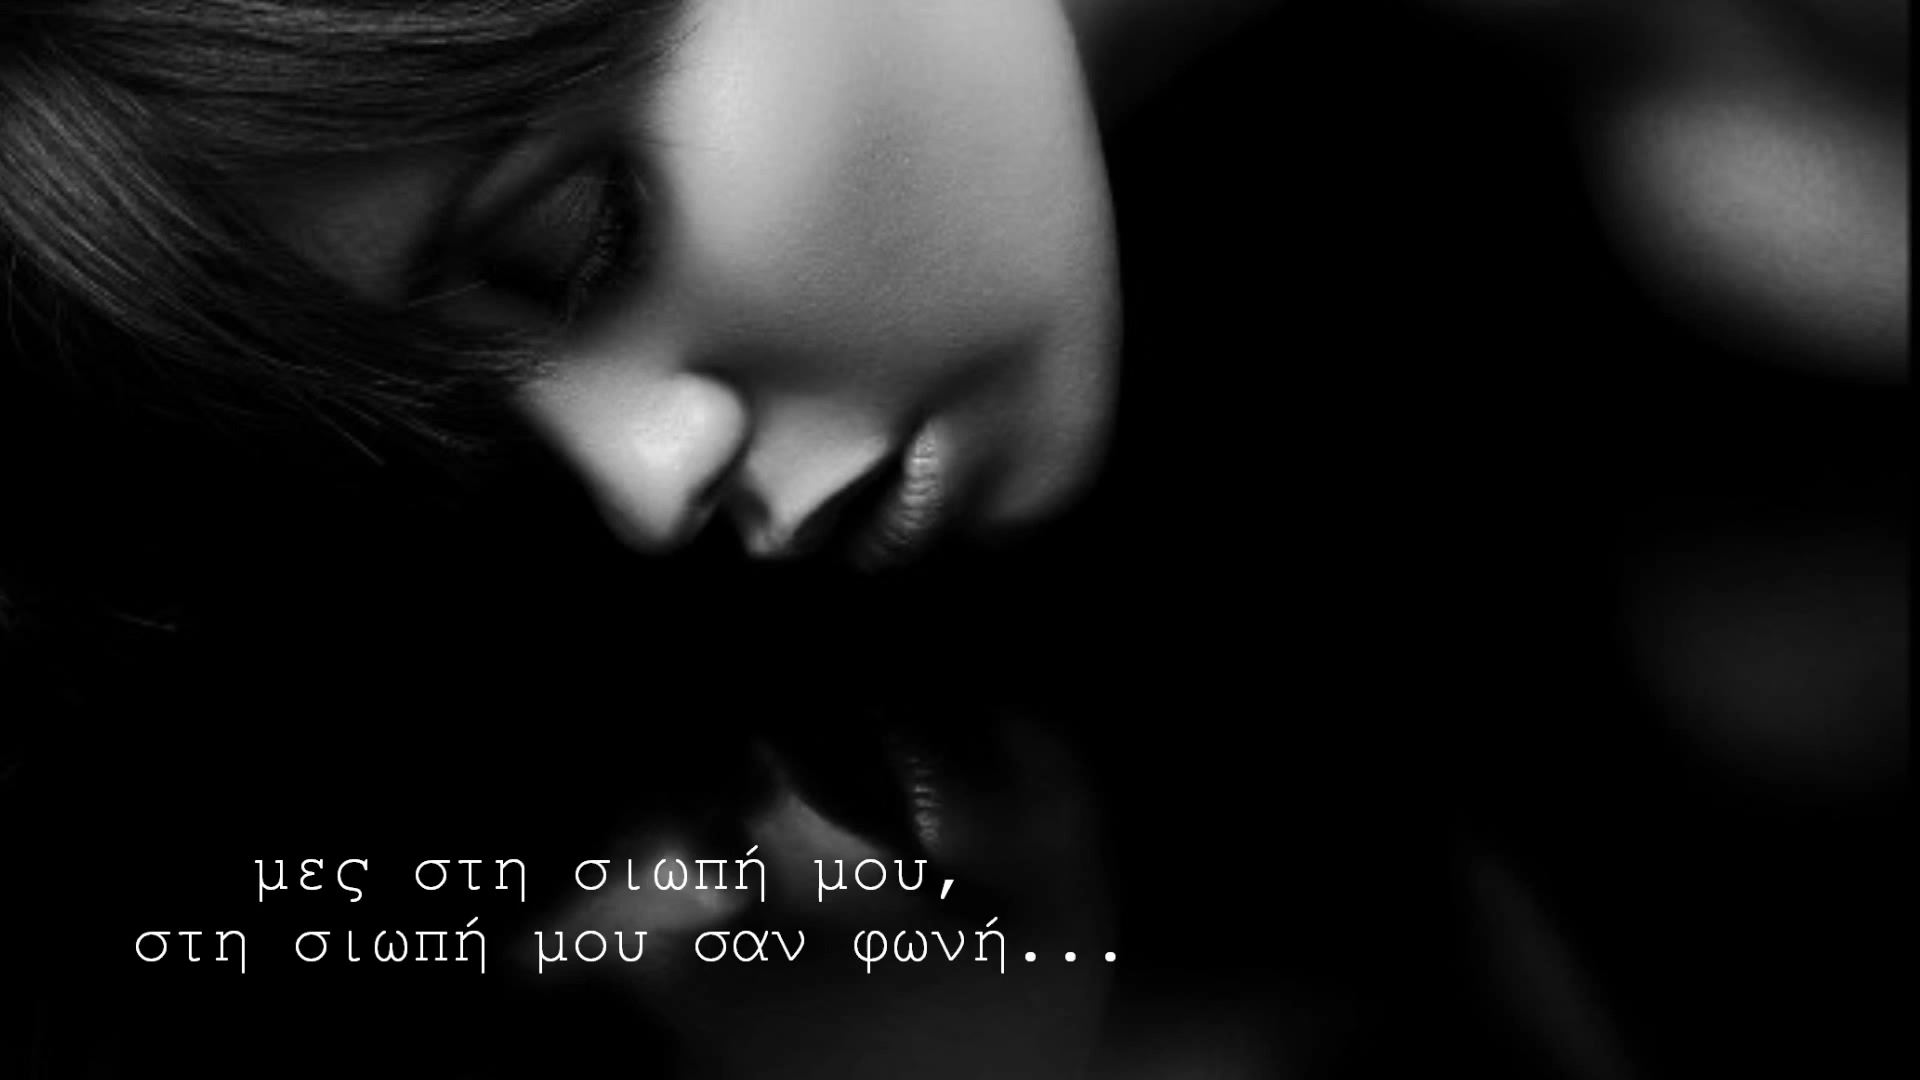 μες στη σιωπή μου,
στη σιωπή μου σαν φωνή...